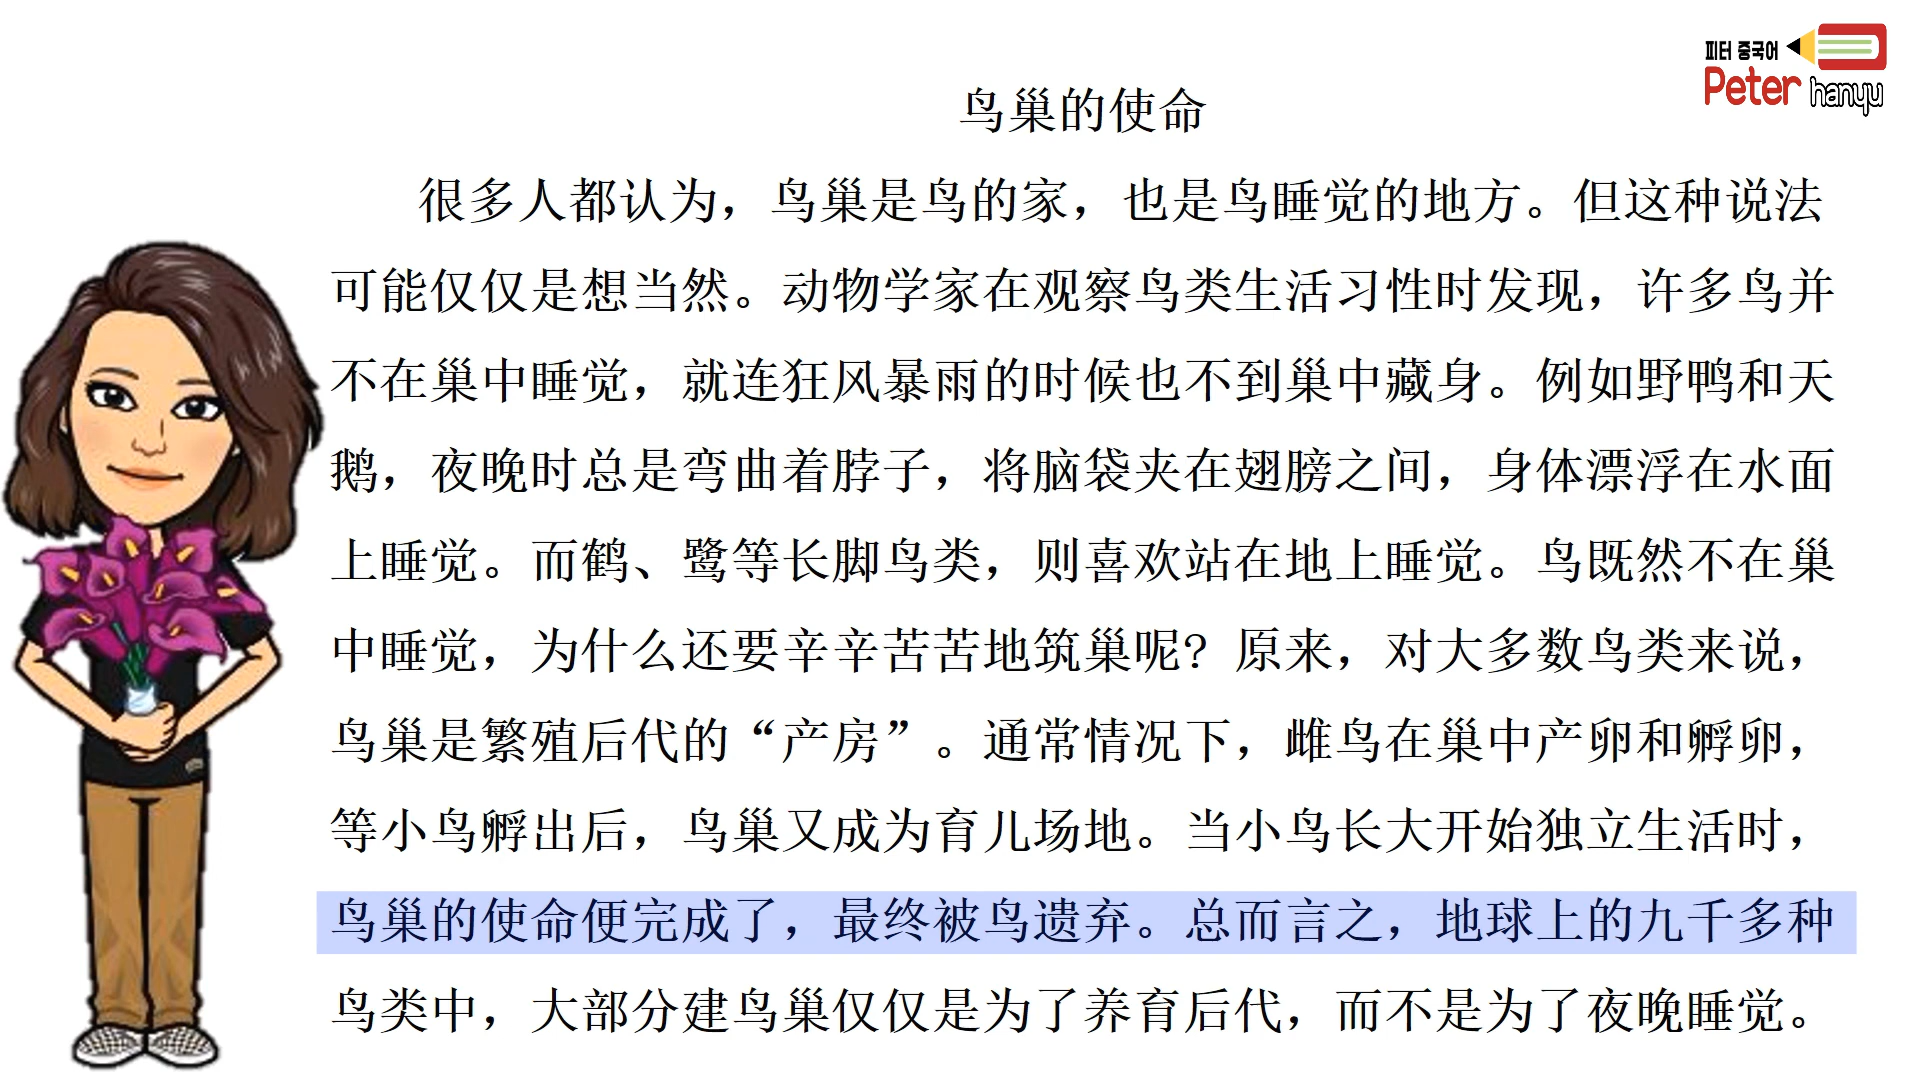 피터 중국어
Peter hanyu
鸟巢的使命
很多人都认为，鸟巢是鸟的家，也是鸟睡觉的地方。但这种说法
可能仅仅是想当然。动物学家在观察鸟类生活习性时发现，许多鸟并
不在巢中睡觉，就连狂风暴雨的时候也不到巢中藏身。例如野鸭和天
鹅，夜晚时总是弯曲着脖子，将脑袋夹在翅膀之间，身体漂浮在水面
上睡觉。而鹤、鹭等长脚鸟类，则喜欢站在地上睡觉。鸟既然不在巢
中睡觉，为什么还要辛辛苦苦地筑巢呢？原来，对大多数鸟类来说，
鸟巢是繁殖后代的“产房”。通常情况下，雌鸟在巢中产卵和孵卵，
等小鸟孵出后，鸟巢又成为育儿场地。当小鸟长大开始独立生活时，
鸟巢的使命便完成了，最终被鸟遗弃。总而言之，地球上的九千多种
鸟类中，大部分建鸟巢仅仅是为了养育后代，而不是为了夜晚睡觉。